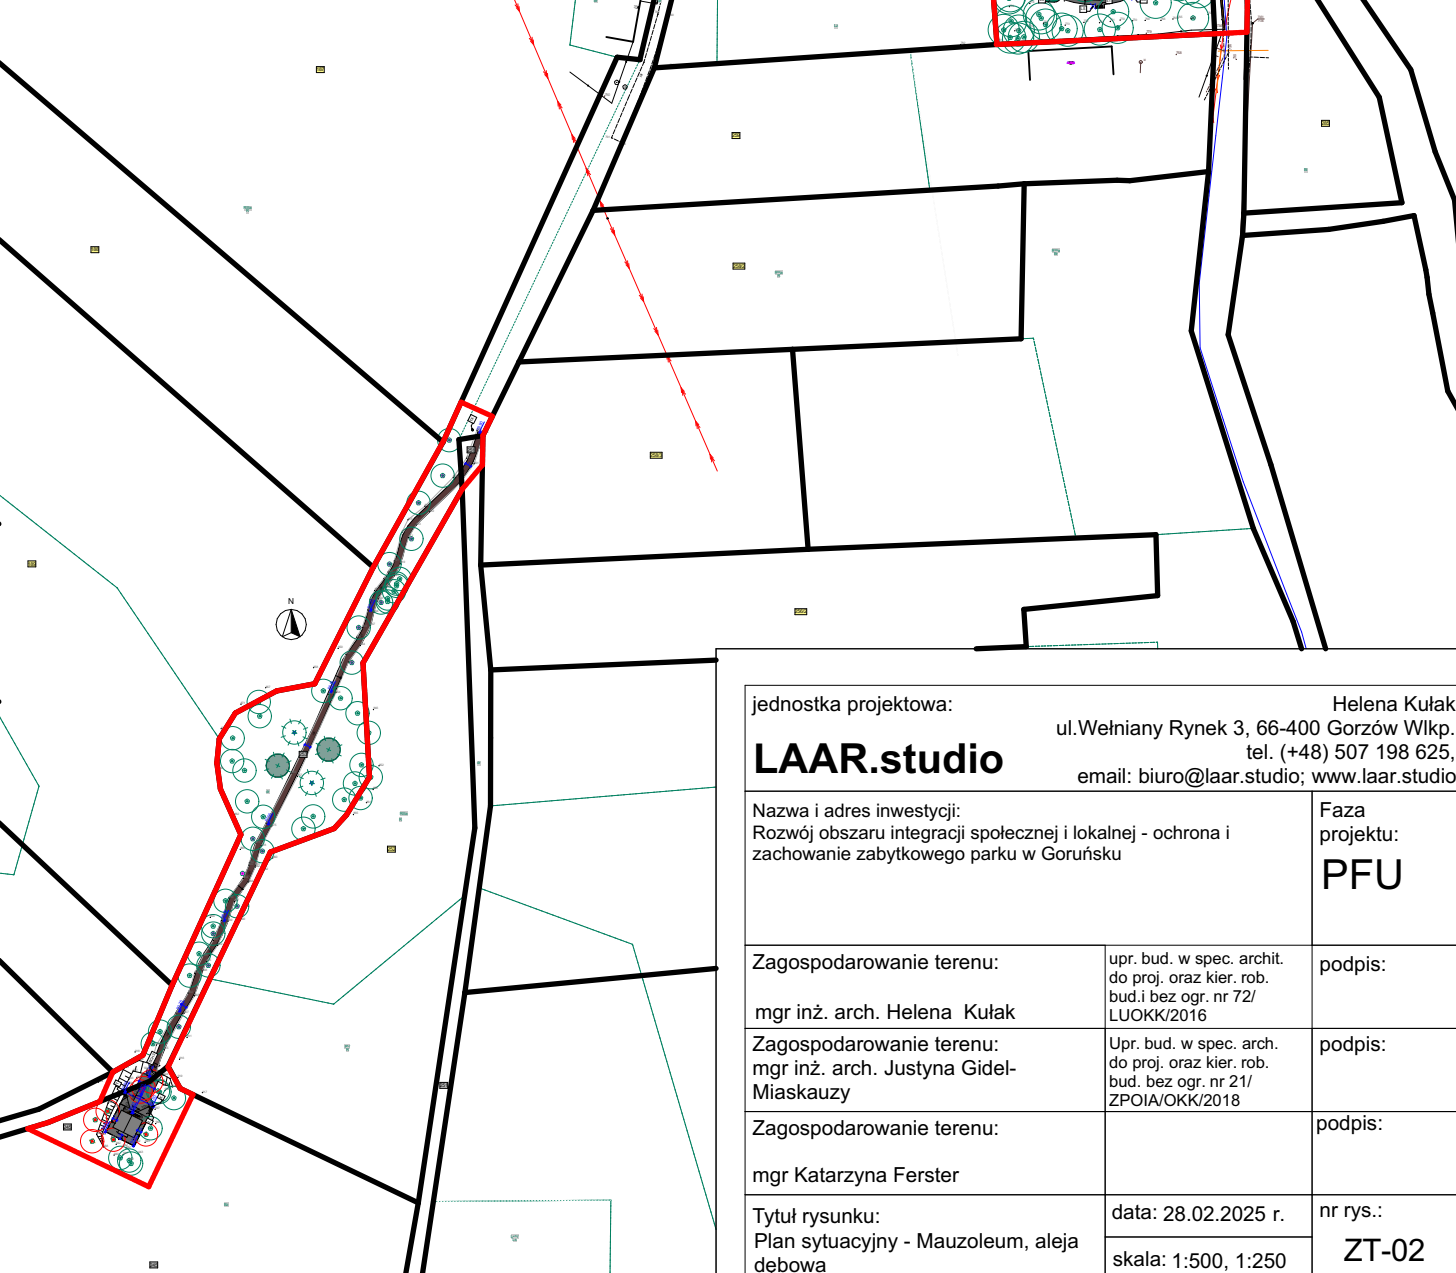 N
jednostka projektowa:
Helena Kułak
ul.Wełniany Rynek 3, 66-400 Gorzów Wlkp.
LAAR.studio
tel. (+48) 507 198 625,
email: biuro@laar.studio; www.laar.studio
Nazwa i adres inwestycji:
Rozwój obszaru integracji społecznej i lokalnej - ochrona i
zachowanie zabytkowego parku w Goruńsku
Faza
projektu:
PFU
Zagospodarowanie terenu:
mgr inż. arch. Helena Kułak
upr. bud. w spec. archit.
do proj. oraz kier. rob.
bud.i bez ogr. nr 72/
LUOKK/2016
podpis:
Zagospodarowanie terenu:
mgr inż. arch. Justyna Gidel-
Miaskauzy
Upr. bud. w spec. arch.
do proj. oraz kier. rob.
bud. bez ogr. nr 21/
ZPOIA/OKK/2018
podpis:
Zagospodarowanie terenu:
mgr Katarzyna Ferster
podpis:
Tytuł rysunku:
Plan sytuacyjny - Mauzoleum, aleja
dębowa
data: 28.02.2025 r.
skala: 1:500, 1:250
nr rys.:
ZT-02